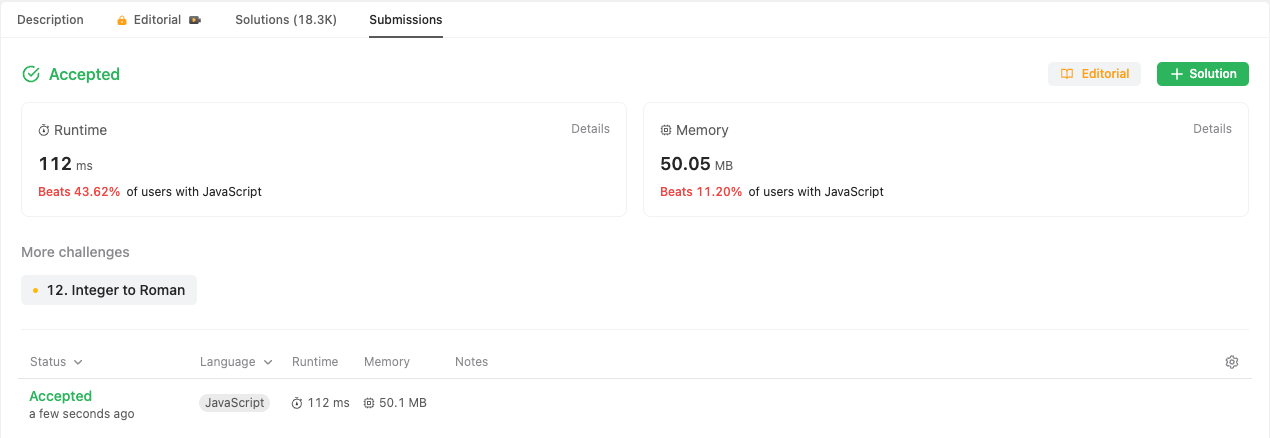 Description Editorial Solutions (18.3K) Submissions
Accepted Editorial + Solution
Runtime Details
112 ms
Beats 43.62% of users with JavaScript
Memory Details
50.05 MB
Beats 11.20% of users with JavaScript
More challenges
12. Integer to Roman
Status Language Runtime Memory Notes
Accepted
a few seconds ago
JavaScript 112 ms 50.1 MB